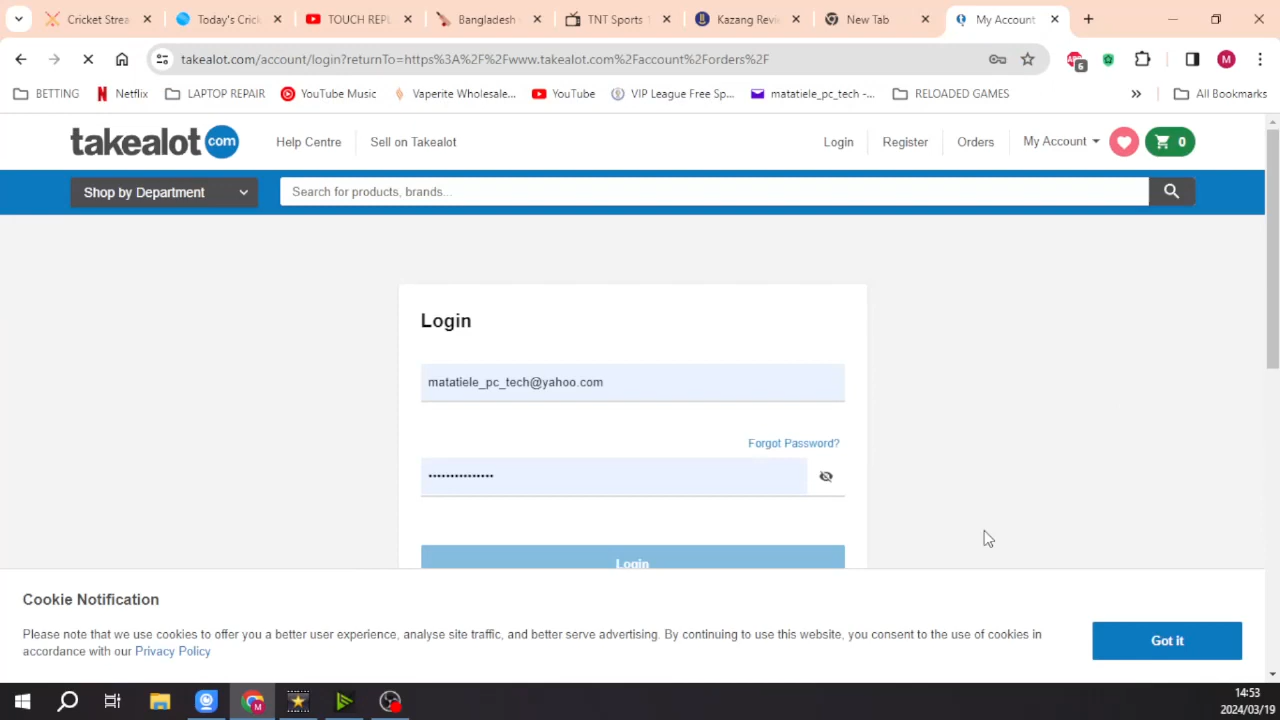 Cricket Strea
Today's Crick
TOUCH REPL
Bangladesh
TNT Sports
Kazang Revi
New Tab
My Account
takealot.com/account/login?returnTo=https%3A%2F%2Fwww.takealot.com%2Faccount%2Forders%2F
6
M
BETTING
Netflix
LAPTOP REPAIR
YouTube Music
Vaperite Wholesale...
YouTube
VIP League Free Sp...
matatiele_pc_tech -...
RELOADED GAMES
All Bookmarks
takealot com
Help Centre
Sell on Takealot
Login
Register
Orders
My Account
0
Shop by Department
Search for products, brands...
Login
matatiele_pc_tech@yahoo.com
Forgot Password?
Login
Cookie Notification
Please note that we use cookies to offer you a better user experience, analyse site traffic, and better serve advertising. By continuing to use this website, you consent to the use of cookies in
accordance with our Privacy Policy
Got it
14:53
2024/03/19